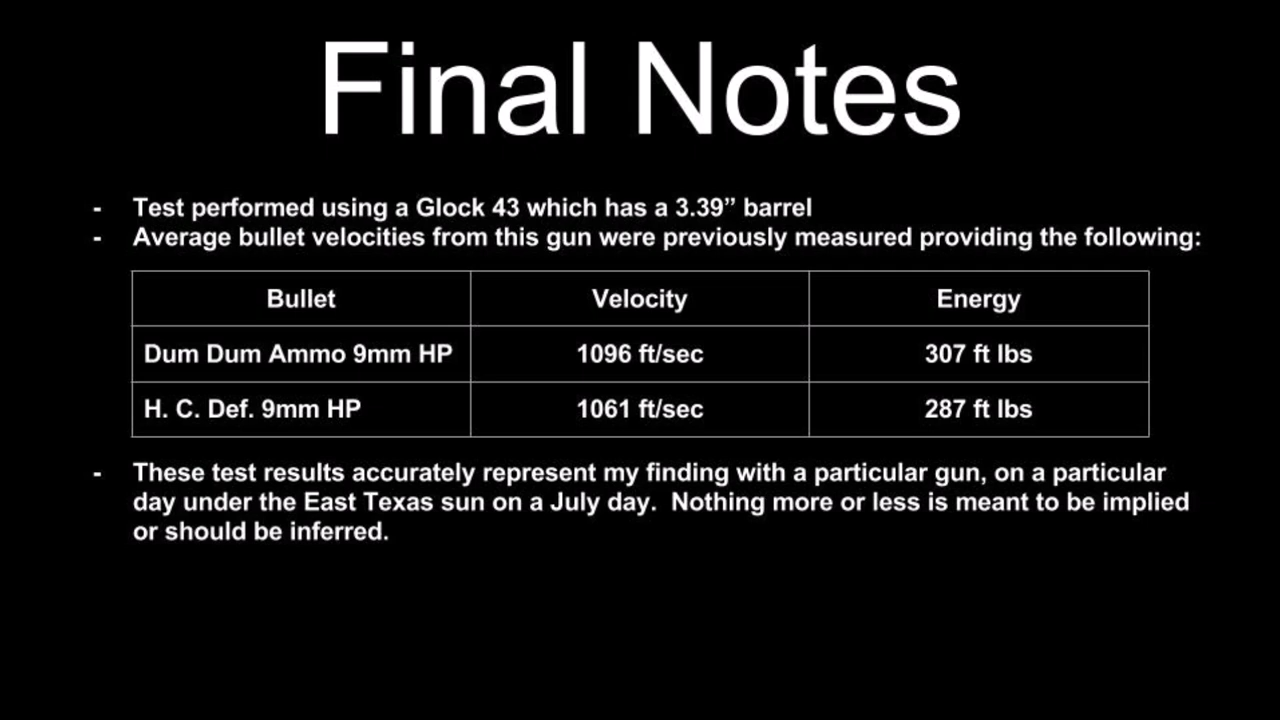 Final Notes
- Test performed using a Glock 43 which has a 3.39” barrel
- Average bullet velocities from this gun were previously measured providing the following:
Bullet Velocity Energy
Dum Dum Ammo 9mm HP 1096 ft/sec 307 ft lbs
H. C. Def. 9mm HP 1061 ft/sec 287 ft lbs
- These test results accurately represent my finding with a particular gun, on a particular
day under the East Texas sun on a July day.  Nothing more or less is meant to be implied
or should be inferred.